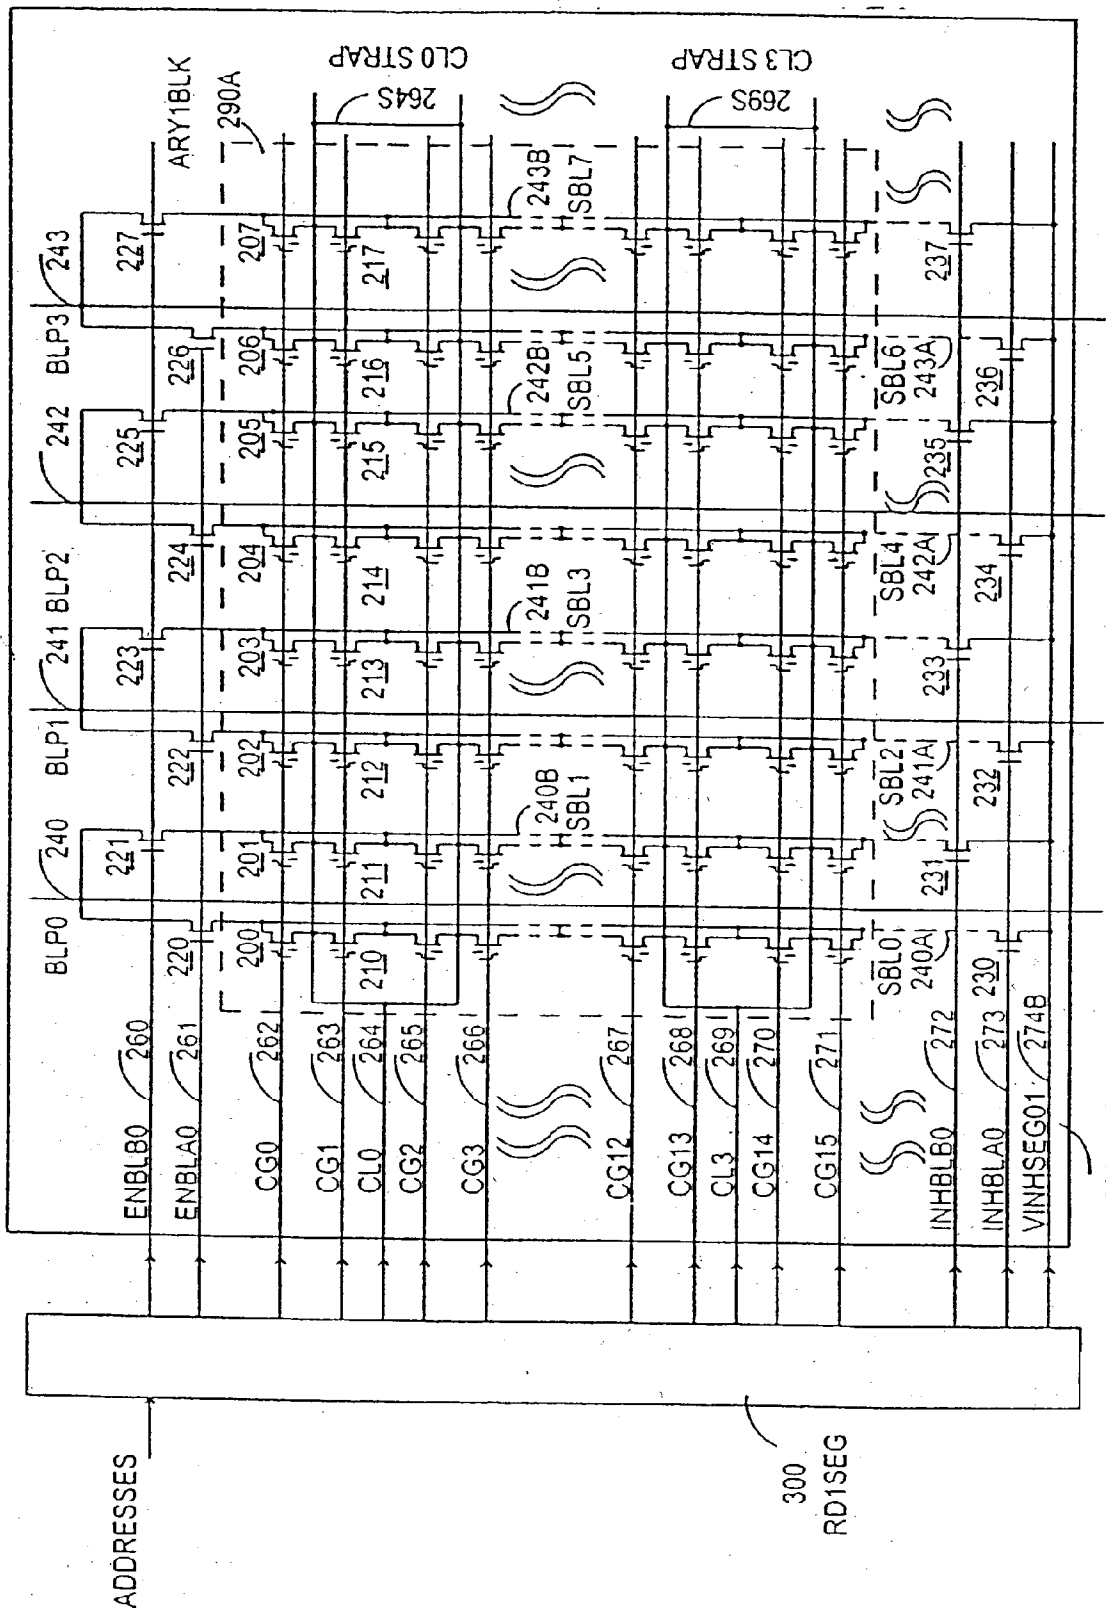 ADDRESSES
300
RD1SEG
ENBLB0 260
ENBLA0 261
CG0 262
CG1 263
CL0 264
CG2 265
CG3 266
CG12 267
CG13 268
CL3 269
CG14 270
CG15 271
INHBLB0 272
INHBLA0 273
VINHSEG01 274B
BLP0 240
BLP1 241
BLP2 242
BLP3 243
221 223 225 227
220 222 224 226
ARY1BLK
290A
200 201 202 203 204 205 206 207
210 211 212 213 214 215 216 217
CL0 STRAP
264S
240B 241B 242B 243B
SBL1 SBL3 SBL5 SBL7
CL3 STRAP
269S
SBL0 SBL2 SBL4 SBL6
240A 241A 242A 243A
231 233 235 237
230 232 234 236